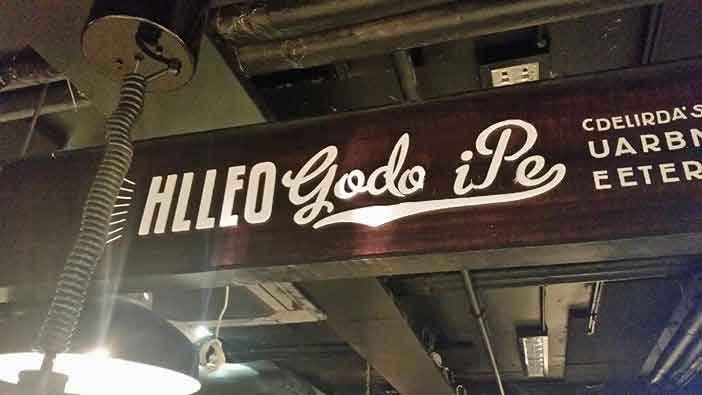 HLLEO Godo iPe
CDELIRDA'S
UARBN
EETER